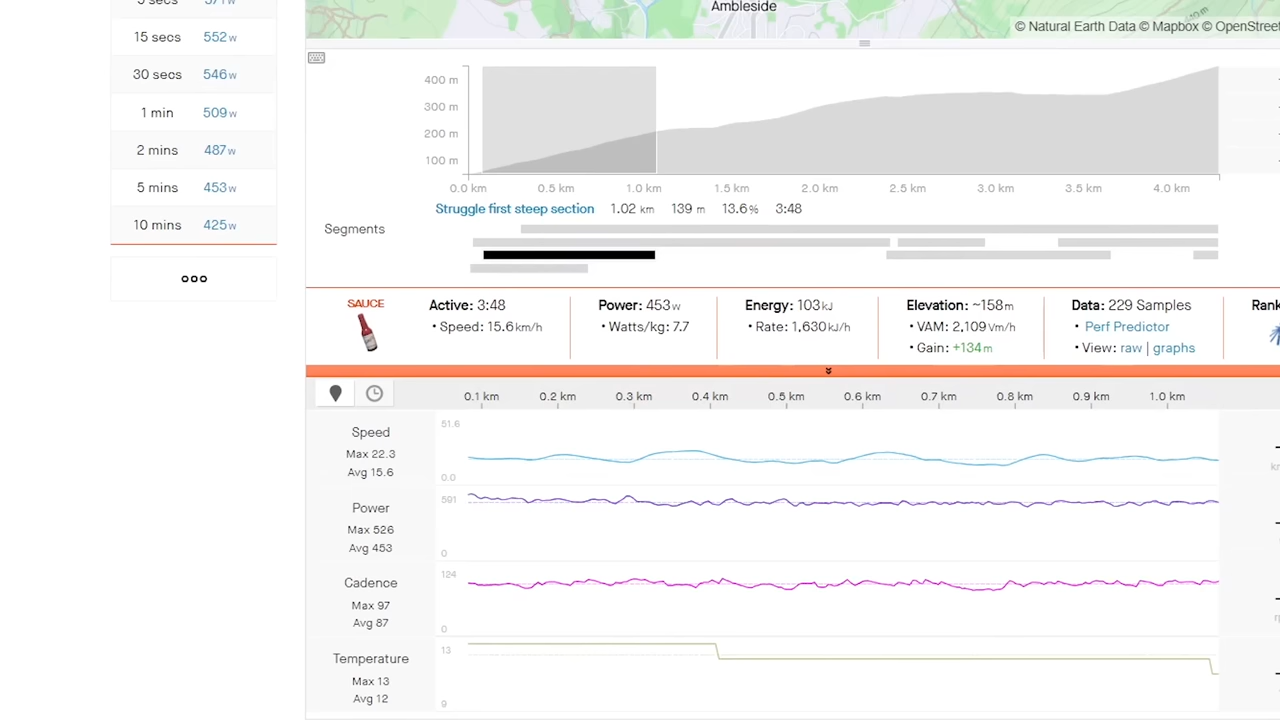 Ambleside
© Natural Earth Data © Mapbox © OpenStree
5 secs 571w
15 secs 552w
30 secs 546w
1 min 509w
2 mins 487w
5 mins 453w
10 mins 425w
400 m
300 m
200 m
100 m
0.0 km 0.5 km 1.0 km 1.5 km 2.0 km 2.5 km 3.0 km 3.5 km 4.0 km
Struggle first steep section 1.02 km 139 m 13.6% 3:48
Segments
SAUCE
Active: 3:48
• Speed: 15.6km/h
Power: 453w
• Watts/kg: 7.7
Energy: 103kJ
• Rate: 1,630kJ/h
Elevation: ~158m
• VAM: 2,109Vm/h
• Gain: +134m
Data: 229 Samples
• Perf Predictor
• View: raw | graphs
Rank
0.1 km 0.2 km 0.3 km 0.4 km 0.5 km 0.6 km 0.7 km 0.8 km 0.9 km 1.0 km
Speed
Max 22.3
Avg 15.6
51.6
0.0
Power
Max 526
Avg 453
591
0
Cadence
Max 97
Avg 87
124
0
Temperature
Max 13
Avg 12
13
9